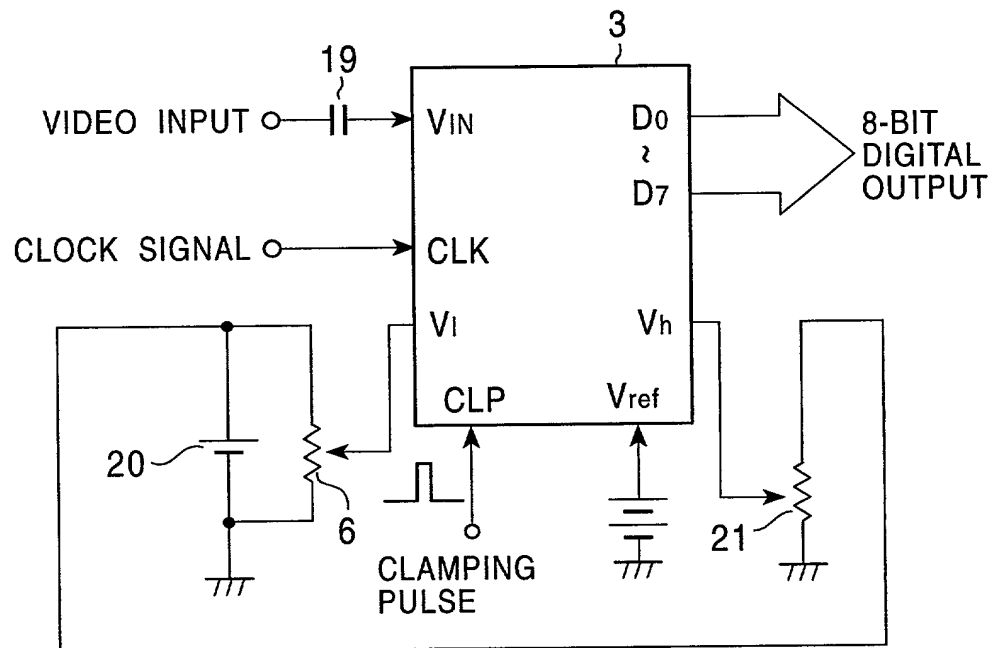 3
19
VIDEO INPUT
VIN
D0
~
D7
8-BIT
DIGITAL
OUTPUT
CLOCK SIGNAL
CLK
Vl
Vh
CLP
Vref
20
6
21
CLAMPING
PULSE